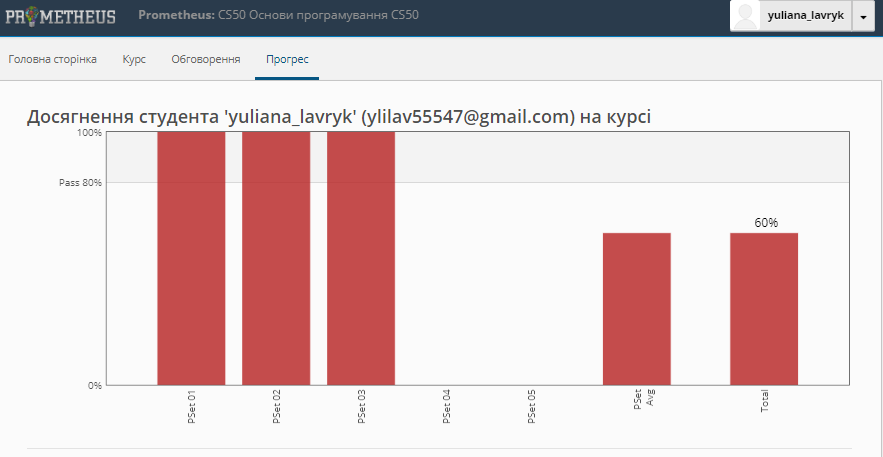 PROMETHEUS
Prometheus: CS50 Основи програмування CS50
yuliana_lavryk
Головна сторінка
Курс
Обговорення
Прогрес
Досягнення студента 'yuliana_lavryk' (ylilav55547@gmail.com) на курсі
100%
Pass 80%
60%
0%
PSet 01
PSet 02
PSet 03
PSet 04
PSet 05
PSet
Avg
Total